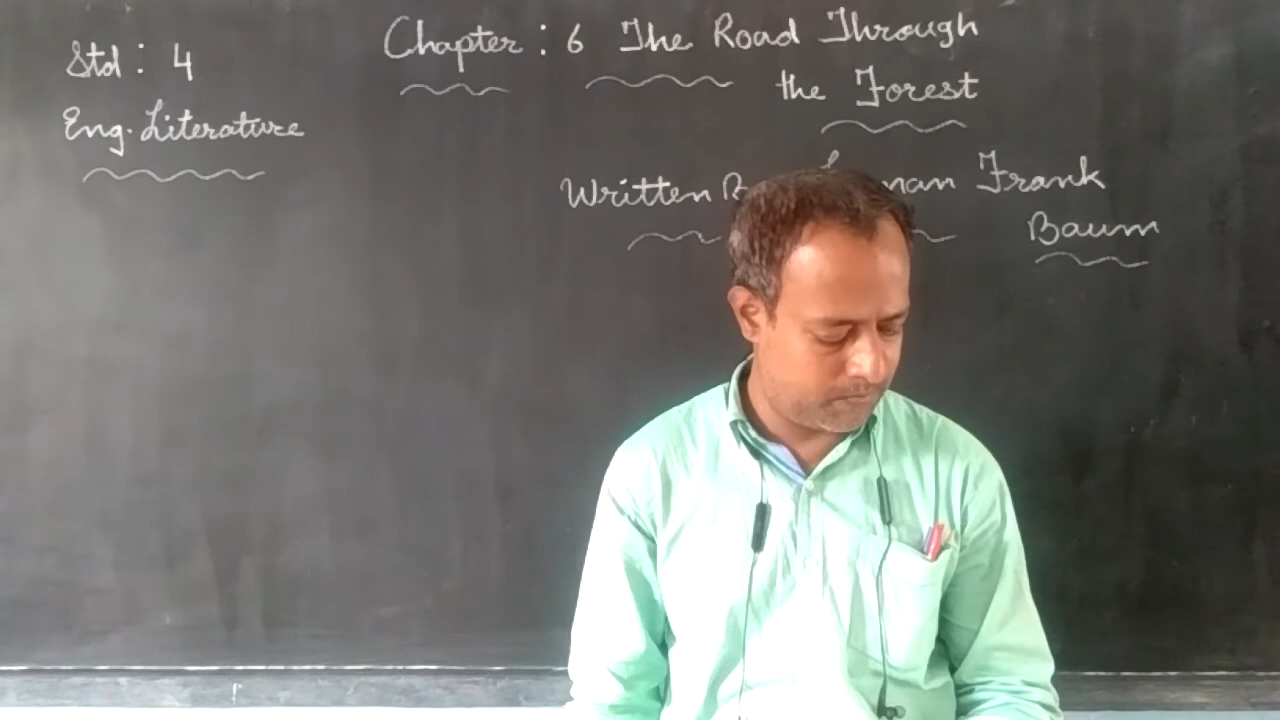 Std : 4
Eng. Literature
Chapter : 6 The Road Through
the Forest
Written Frank
Baum